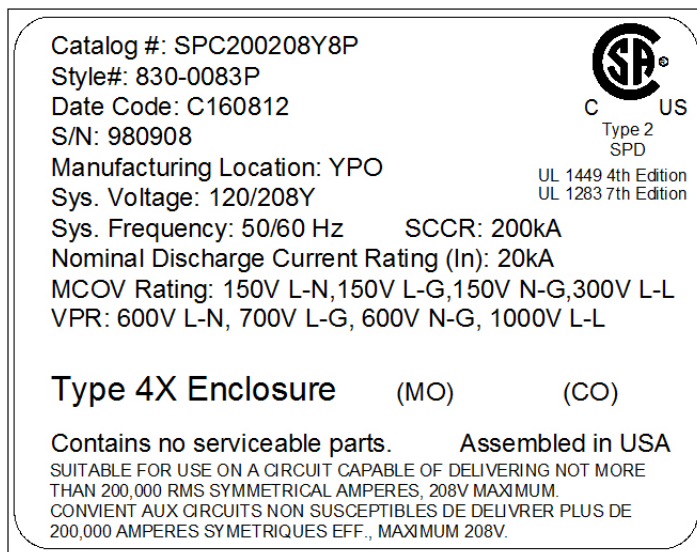 Catalog #: SPC200208Y8P
Style#: 830-0083P
Date Code: C160812
S/N: 980908
Manufacturing Location: YPO
Sys. Voltage: 120/208Y
Sys. Frequency: 50/60 Hz SCCR: 200kA
Nominal Discharge Current Rating (In): 20kA
MCOV Rating: 150V L-N,150V L-G,150V N-G,300V L-L
VPR: 600V L-N, 700V L-G, 600V N-G, 1000V L-L
CSA ®
C US
Type 2
SPD
UL 1449 4th Edition
UL 1283 7th Edition
Type 4X Enclosure (MO) (CO)
Contains no serviceable parts. Assembled in USA
SUITABLE FOR USE ON A CIRCUIT CAPABLE OF DELIVERING NOT MORE
THAN 200,000 RMS SYMMETRICAL AMPERES, 208V MAXIMUM.
CONVIENT AUX CIRCUITS NON SUSCEPTIBLES DE DELIVRER PLUS DE
200,000 AMPERES SYMETRIQUES EFF., MAXIMUM 208V.